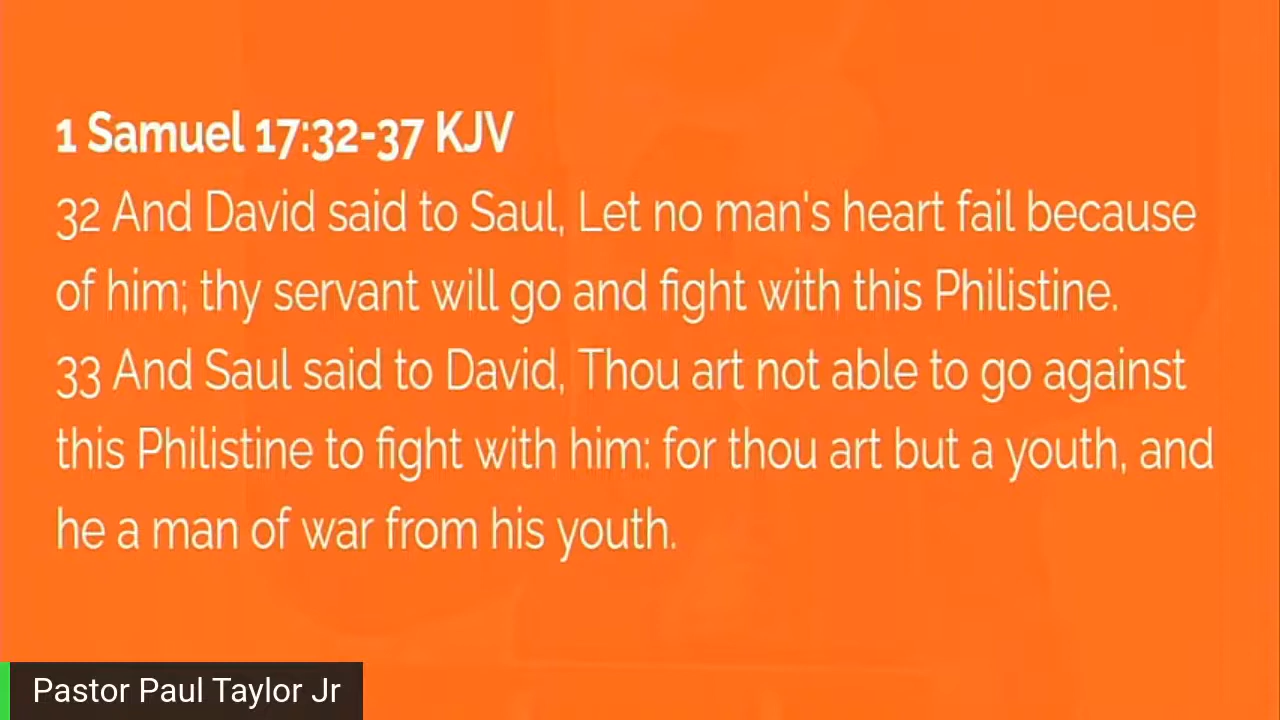 1 Samuel 17:32-37 KJV
32 And David said to Saul, Let no man's heart fail because
of him; thy servant will go and fight with this Philistine.
33 And Saul said to David, Thou art not able to go against
this Philistine to fight with him: for thou art but a youth, and
he a man of war from his youth.
Pastor Paul Taylor Jr